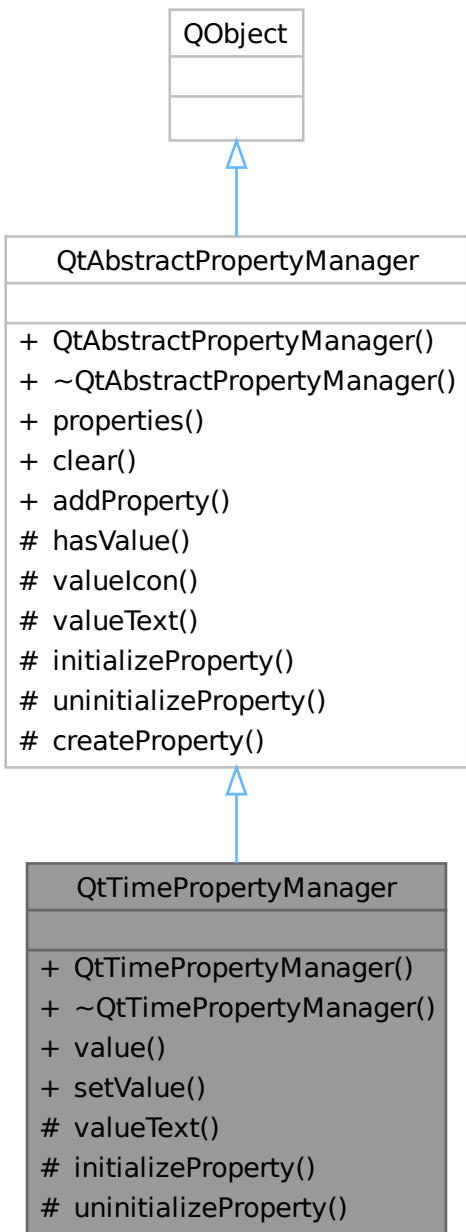 QObject
QtAbstractPropertyManager
+ QtAbstractPropertyManager()
+ ~QtAbstractPropertyManager()
+ properties()
+ clear()
+ addProperty()
# hasValue()
# valueIcon()
# valueText()
# initializeProperty()
# uninitializeProperty()
# createProperty()
QtTimePropertyManager
+ QtTimePropertyManager()
+ ~QtTimePropertyManager()
+ value()
+ setValue()
# valueText()
# initializeProperty()
# uninitializeProperty()